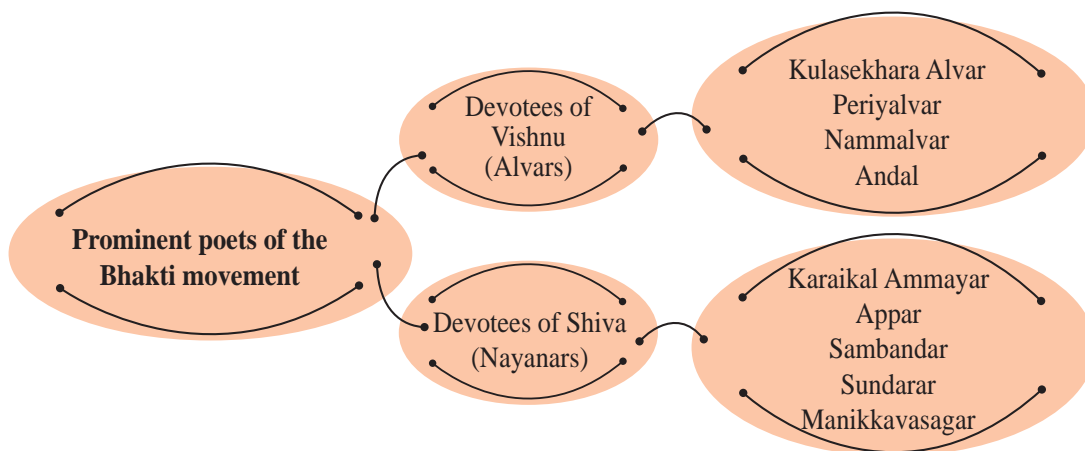 Prominent poets of the
Bhakti movement
Devotees of
Vishnu
(Alvars)
Kulasekhara Alvar
Periyalvar
Nammalvar
Andal
Devotees of Shiva
(Nayanars)
Karaikal Ammayar
Appar
Sambandar
Sundarar
Manikkavasagar